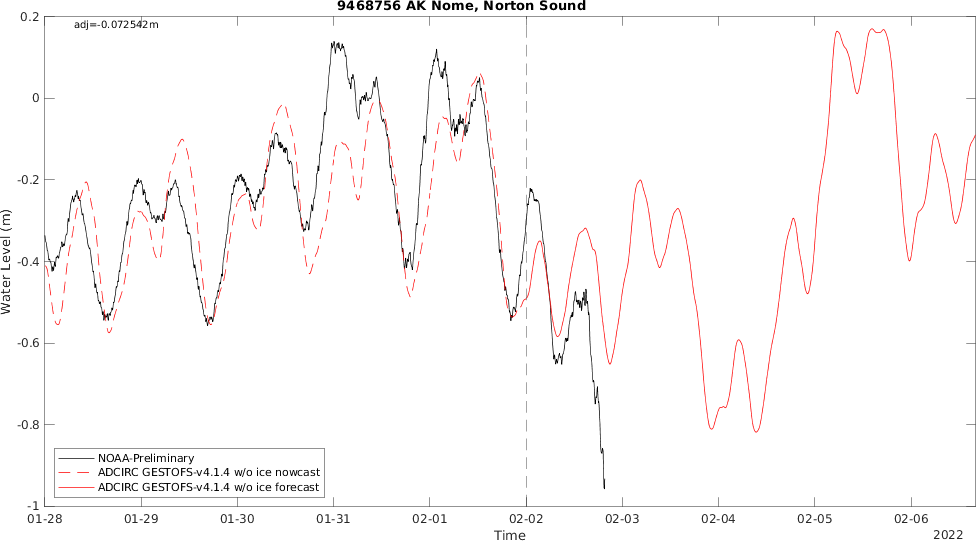 9468756 AK Nome, Norton Sound
adj=-0.072542m
0.2
0
-0.2
-0.4
-0.6
-0.8
-1
Water Level (m)
NOAA-Preliminary
ADCIRC GESTOFS-v4.1.4 w/o ice nowcast
ADCIRC GESTOFS-v4.1.4 w/o ice forecast
01-28 01-29 01-30 01-31 02-01 02-02 02-03 02-04 02-05 02-06
Time
2022